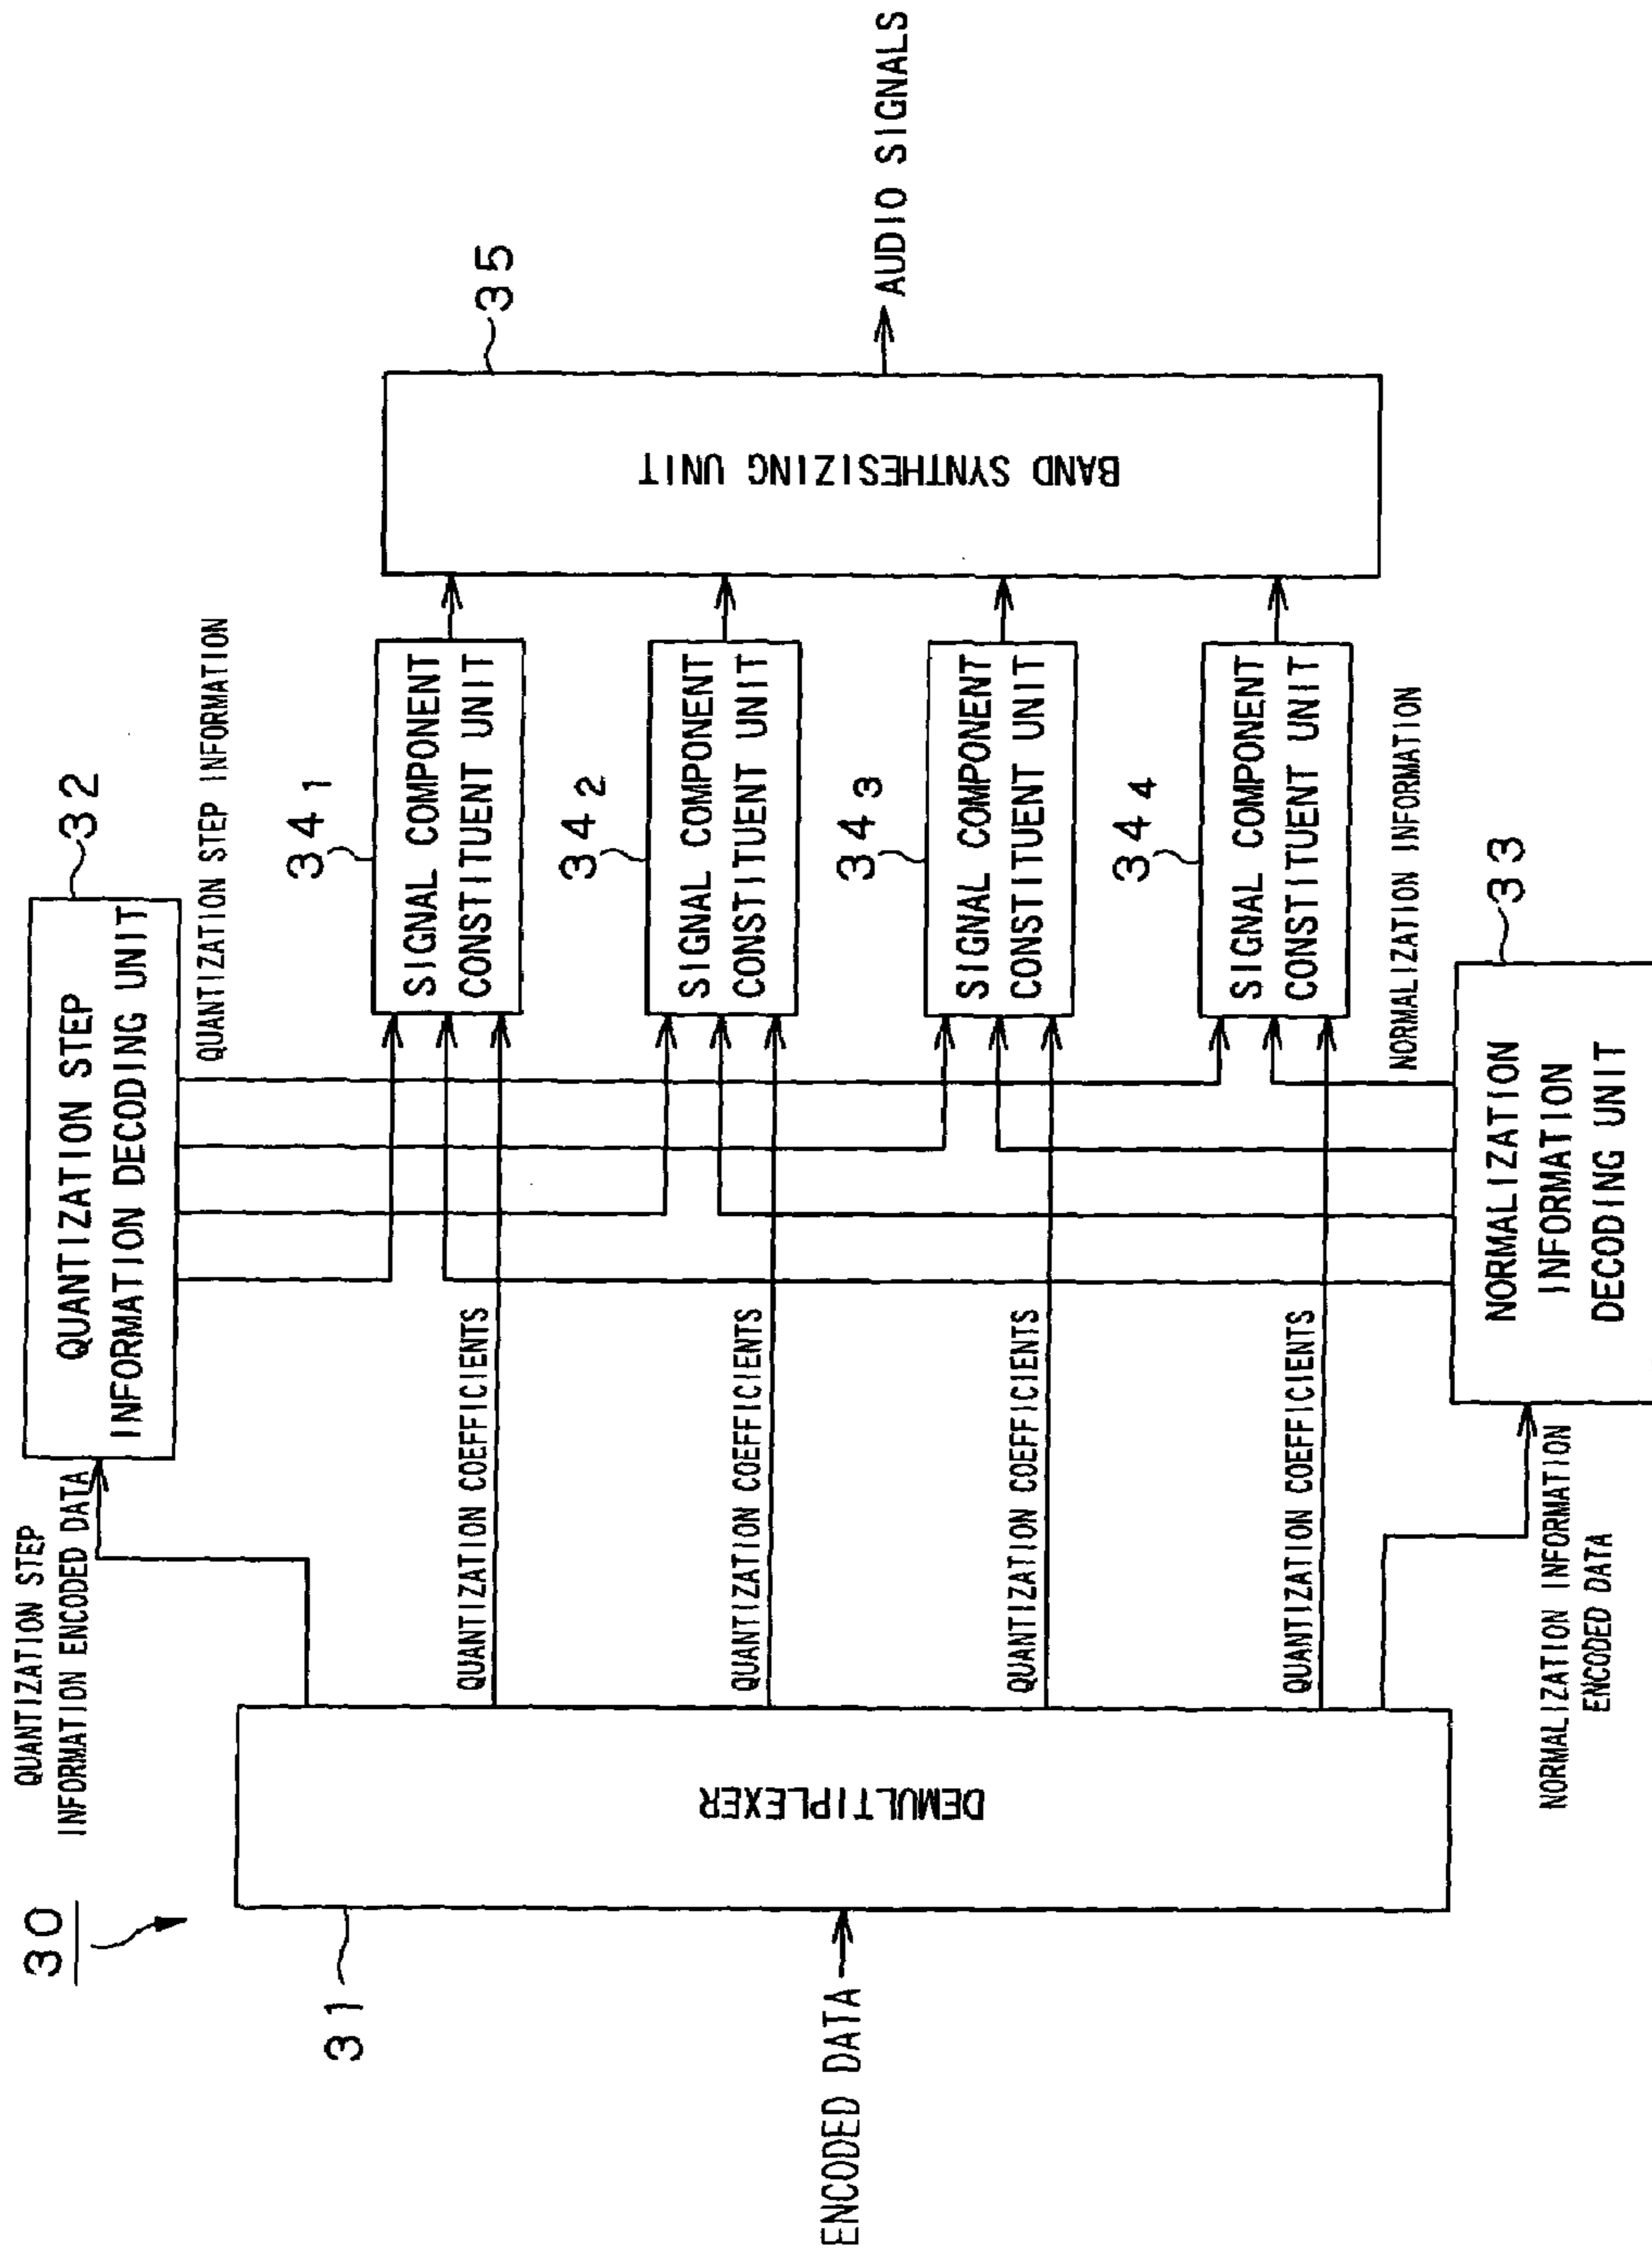 30
QUANTIZATION STEP
INFORMATION ENCODED DATA
QUANTIZATION STEP
INFORMATION DECODING UNIT
32
QUANTIZATION STEP INFORMATION
31
DEMULTIPLEXER
ENCODED DATA
QUANTIZATION COEFFICIENTS
QUANTIZATION COEFFICIENTS
QUANTIZATION COEFFICIENTS
QUANTIZATION COEFFICIENTS
34 1
SIGNAL COMPONENT
CONSTITUENT UNIT
34 2
SIGNAL COMPONENT
CONSTITUENT UNIT
34 3
SIGNAL COMPONENT
CONSTITUENT UNIT
34 4
SIGNAL COMPONENT
CONSTITUENT UNIT
35
BAND SYNTHESIZING UNIT
AUDIO SIGNALS
NORMALIZATION INFORMATION
NORMALIZATION INFORMATION
ENCODED DATA
NORMALIZATION
INFORMATION
DECODING UNIT
33